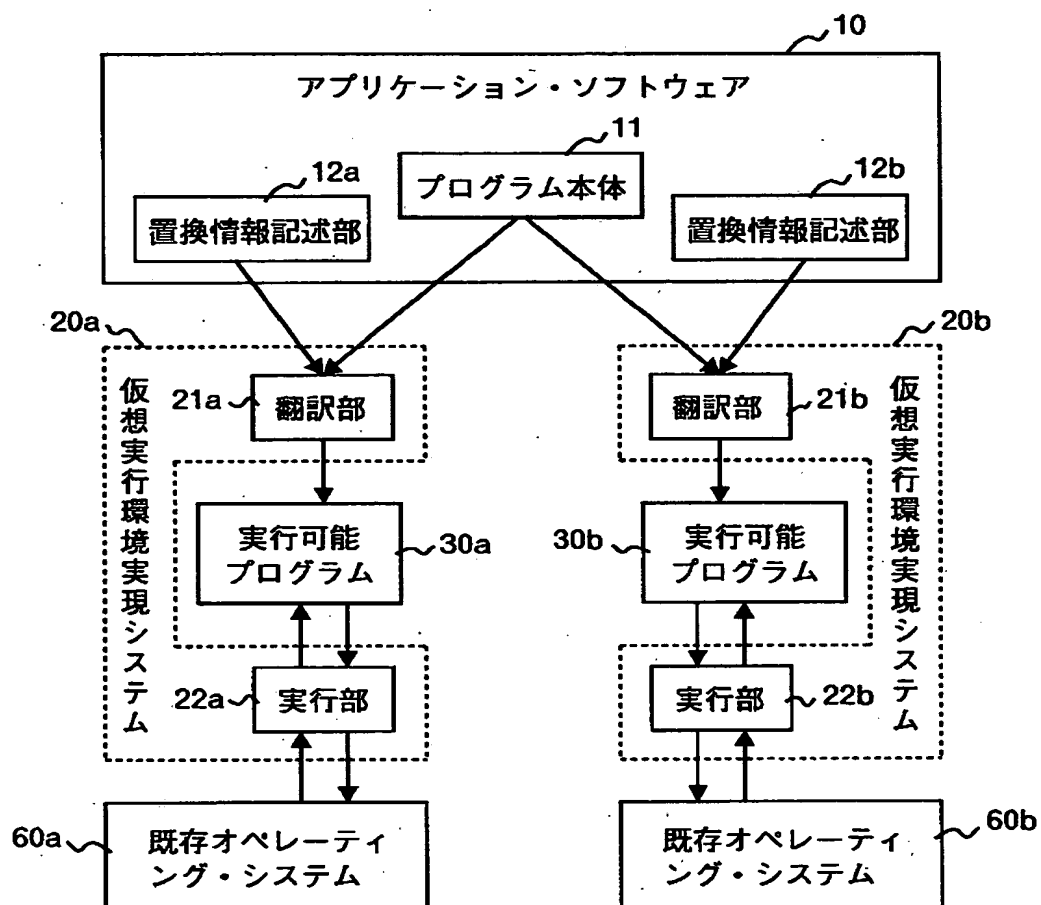 10
アプリケーション・ソフトウェア
11
プログラム本体
12a
置換情報記述部
12b
置換情報記述部
20a
20b
仮想実行環境実現システム
21a
翻訳部
翻訳部
21b
仮想実行環境実現システム
実行可能
プログラム
30a
30b
実行可能
プログラム
22a
実行部
実行部
22b
60a
既存オペレーティ
ング・システム
既存オペレーティ
ング・システム
60b